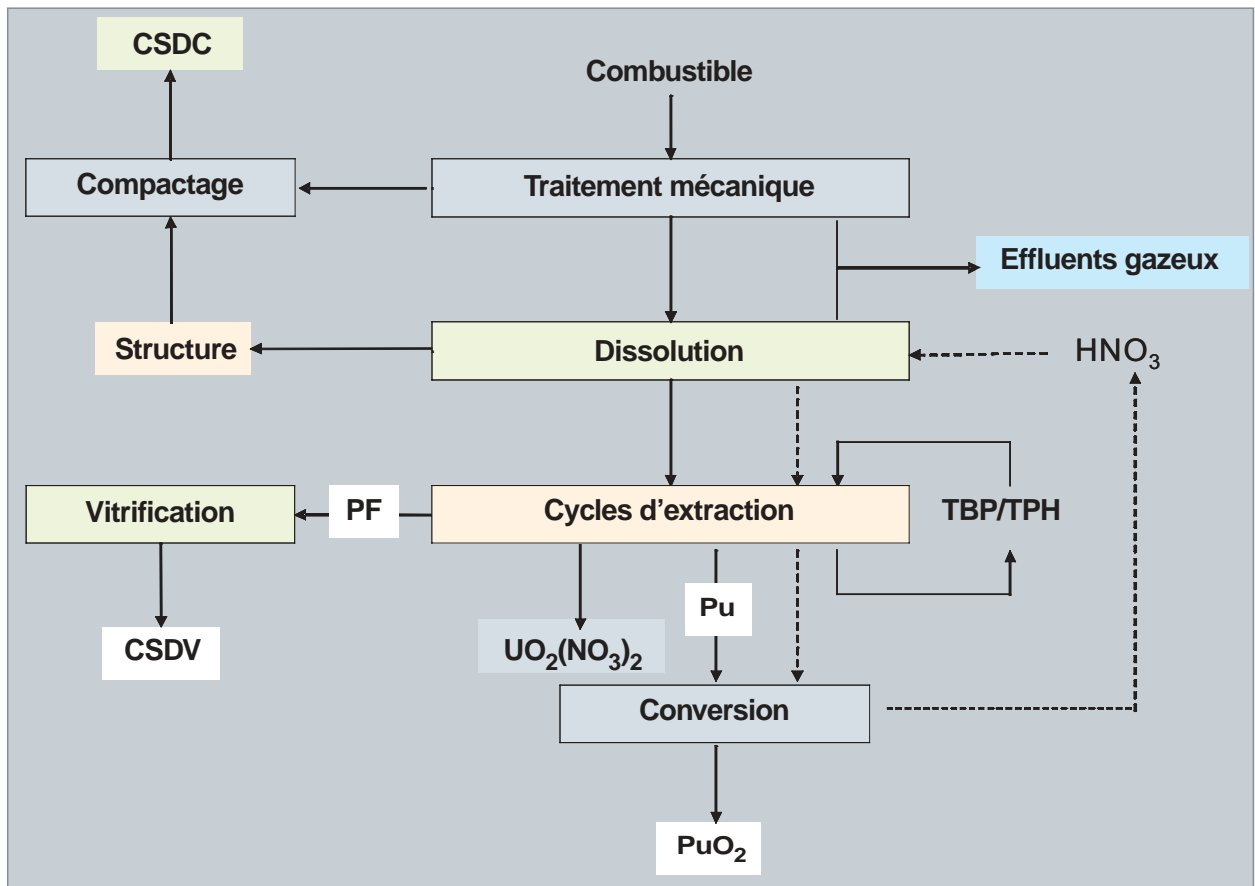 CSDC
Combustible
Compactage
Traitement mécanique
Effluents gazeux
Structure
Dissolution
HNO₃
Vitrification
PF
Cycles d’extraction
TBP/TPH
Pu
CSDV
UO₂(NO₃)₂
Conversion
PuO₂